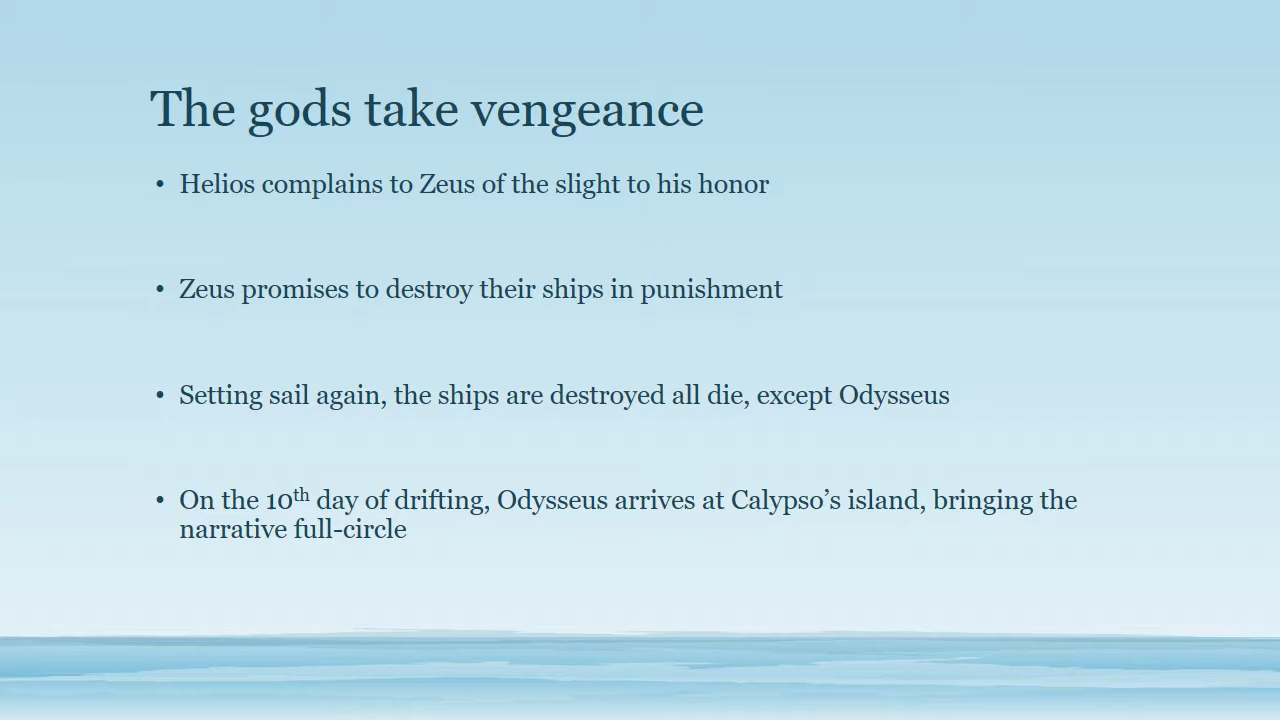 The gods take vengeance
• Helios complains to Zeus of the slight to his honor
• Zeus promises to destroy their ships in punishment
• Setting sail again, the ships are destroyed all die, except Odysseus
• On the 10th day of drifting, Odysseus arrives at Calypso’s island, bringing the
narrative full-circle